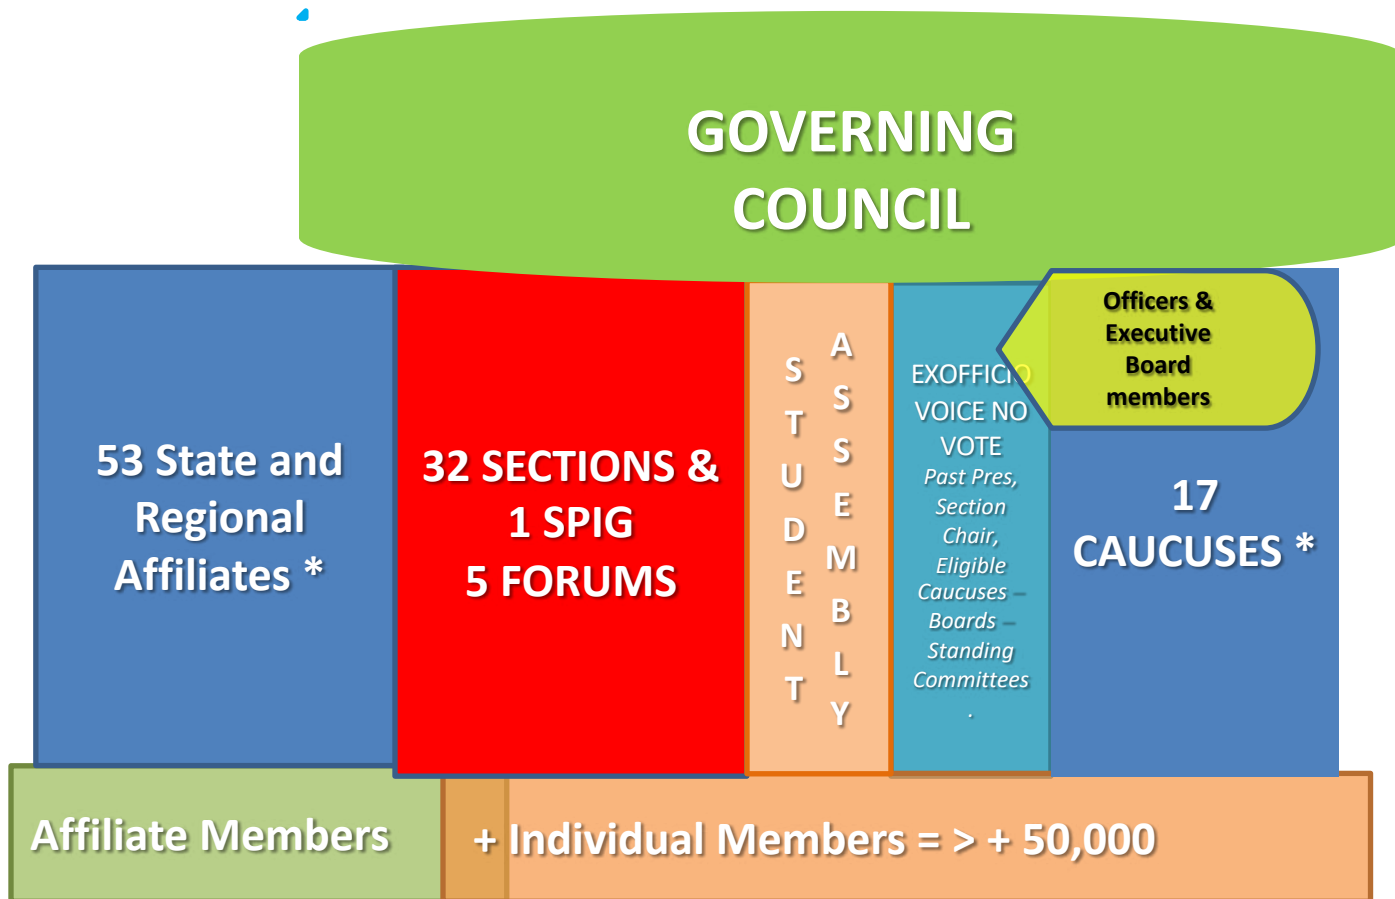 GOVERNING
COUNCIL
53 State and
Regional
Affiliates *
32 SECTIONS &
1 SPIG
5 FORUMS
STUDENT
ASSEMBLY
EXOFFICIO
VOICE NO
VOTE
Past Pres,
Section
Chair,
Eligible
Caucuses –
Boards –
Standing
Committees
.
Officers &
Executive
Board
members
17
CAUCUSES *
Affiliate Members
+ Individual Members = > + 50,000